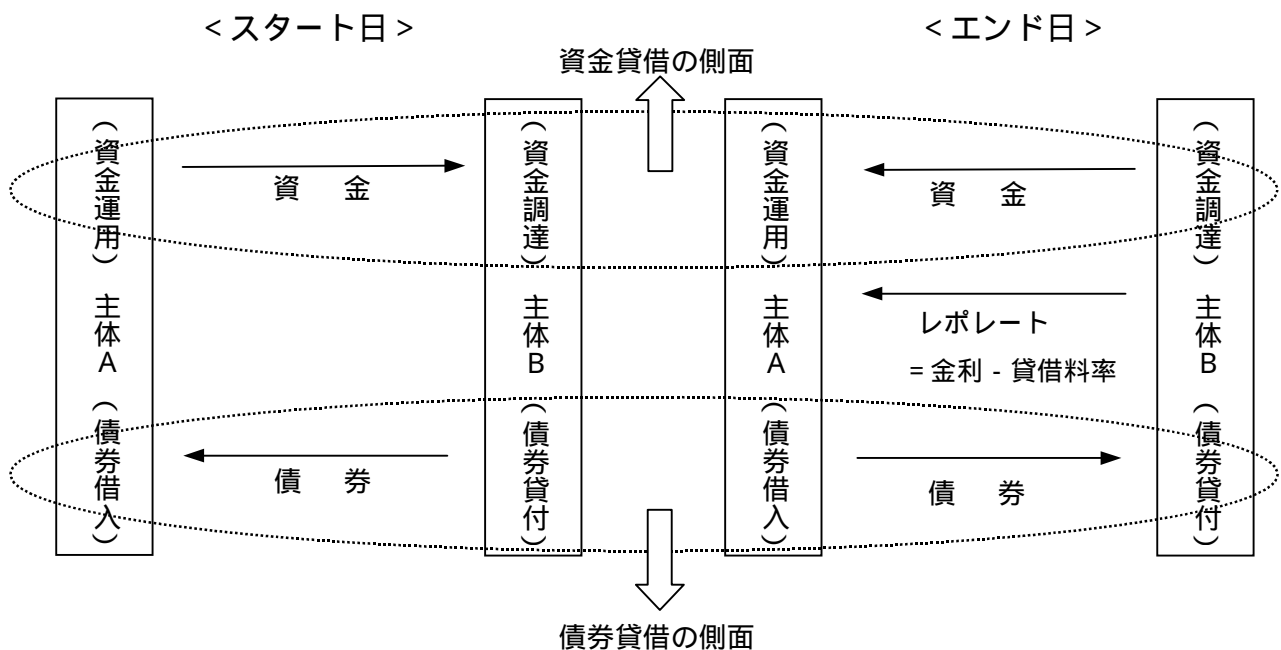 <スタート日>
<エンド日>
資金貸借の側面
(資金運用) 主体A (債券借入)
資 金
債 券
(資金調達) 主体B (債券貸付)
(資金運用) 主体A (債券借入)
資 金
レポレート
=金利-貸借料率
債 券
(資金調達) 主体B (債券貸付)
債券貸借の側面